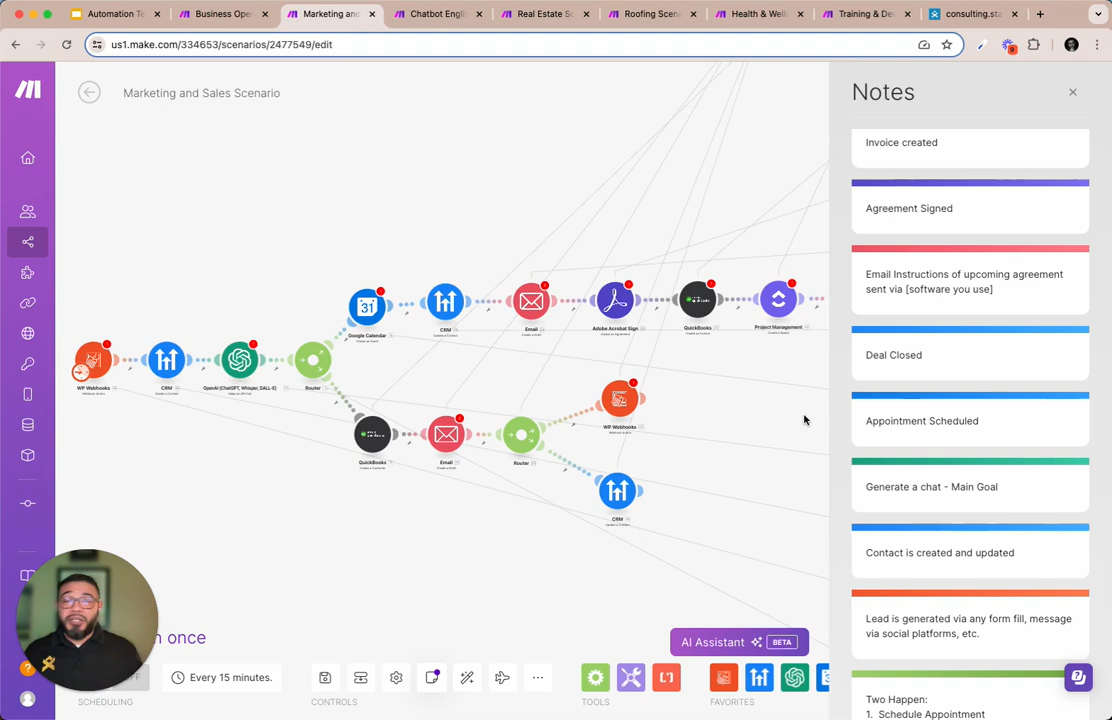 Automation Te
Business Ope
Marketing and
Chatbot Engli
Real Estate Sc
Roofing Scena
Health & Welln
Training & De
consulting.sta
us1.make.com/334653/scenarios/2477549/edit
9
Marketing and Sales Scenario
Notes
Invoice created
Agreement Signed
Email Instructions of upcoming agreement
sent via [software you use]
Deal Closed
Appointment Scheduled
Generate a chat - Main Goal
Contact is created and updated
Lead is generated via any form fill, message
via social platforms, etc.
Two Happen:
1. Schedule Appointment
31
Google Calendar
CRM
Email
Adobe Acrobat Sign
QuickBooks
Project Management
WP Webhooks
CRM
OpenAI (ChatGPT, Whisper, DALL-E)
Router
WP Webhooks
QuickBooks
Email
Router
CRM
n once
AI Assistant
BETA
FF
Every 15 minutes.
SCHEDULING
CONTROLS
TOOLS
FAVORITES